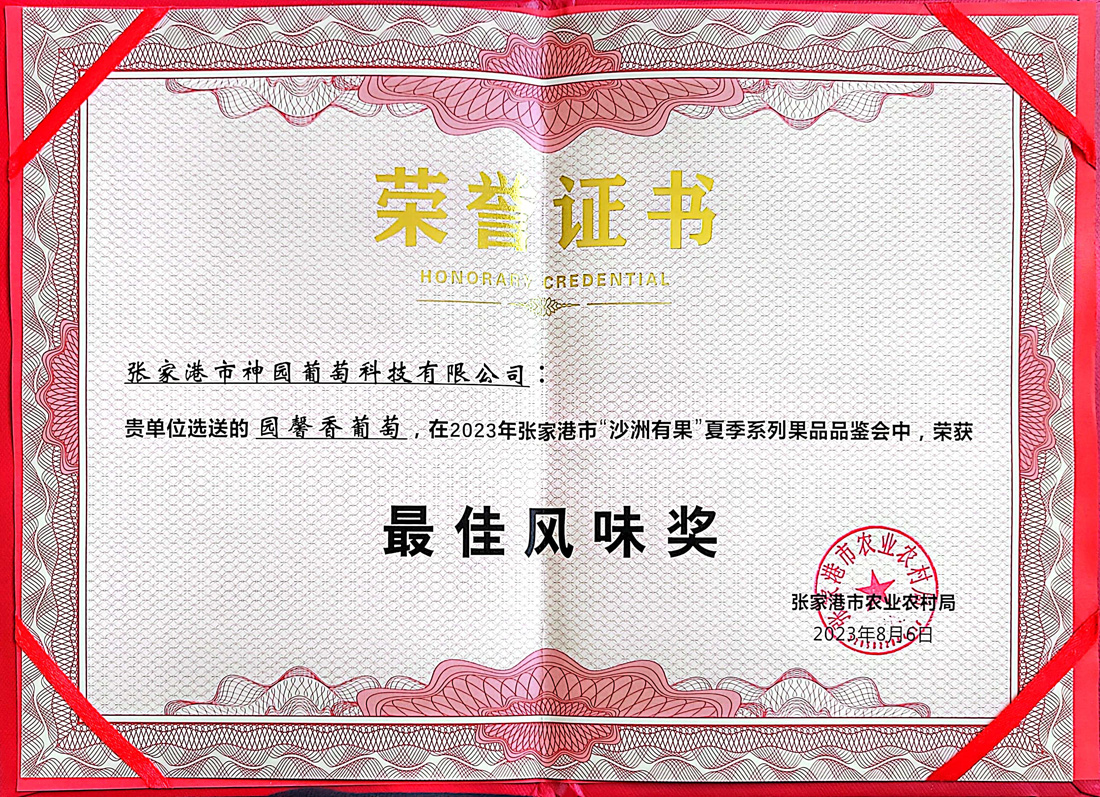 荣誉证书
HONORARY CREDENTIAL
张家港市神园葡萄科技有限公司：
贵单位选送的 园馨香葡萄，在2023年张家港市“沙洲有果”夏季系列果品品鉴会中，荣获
最佳风味奖
张家港市农业农村局
张家港市农业农村局
2023年8月6日